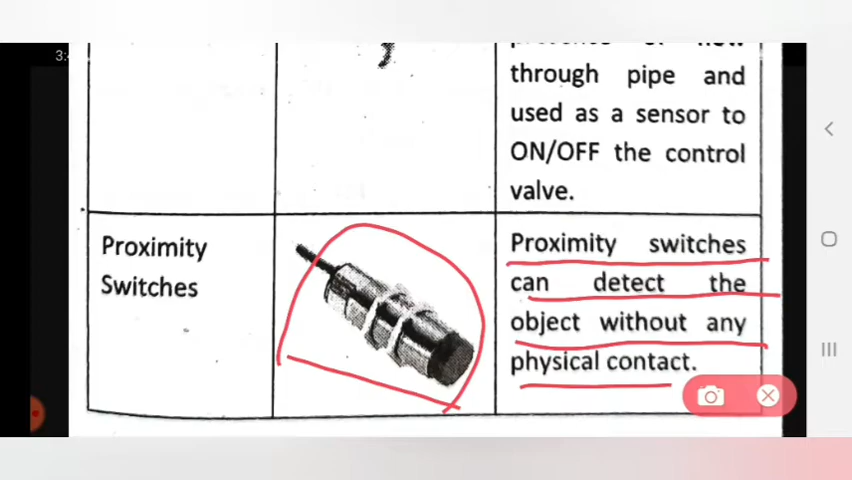 3:
through pipe and
used as a sensor to
ON/OFF the control
valve.
Proximity
Switches
Proximity switches
can detect the
object without any
physical contact.